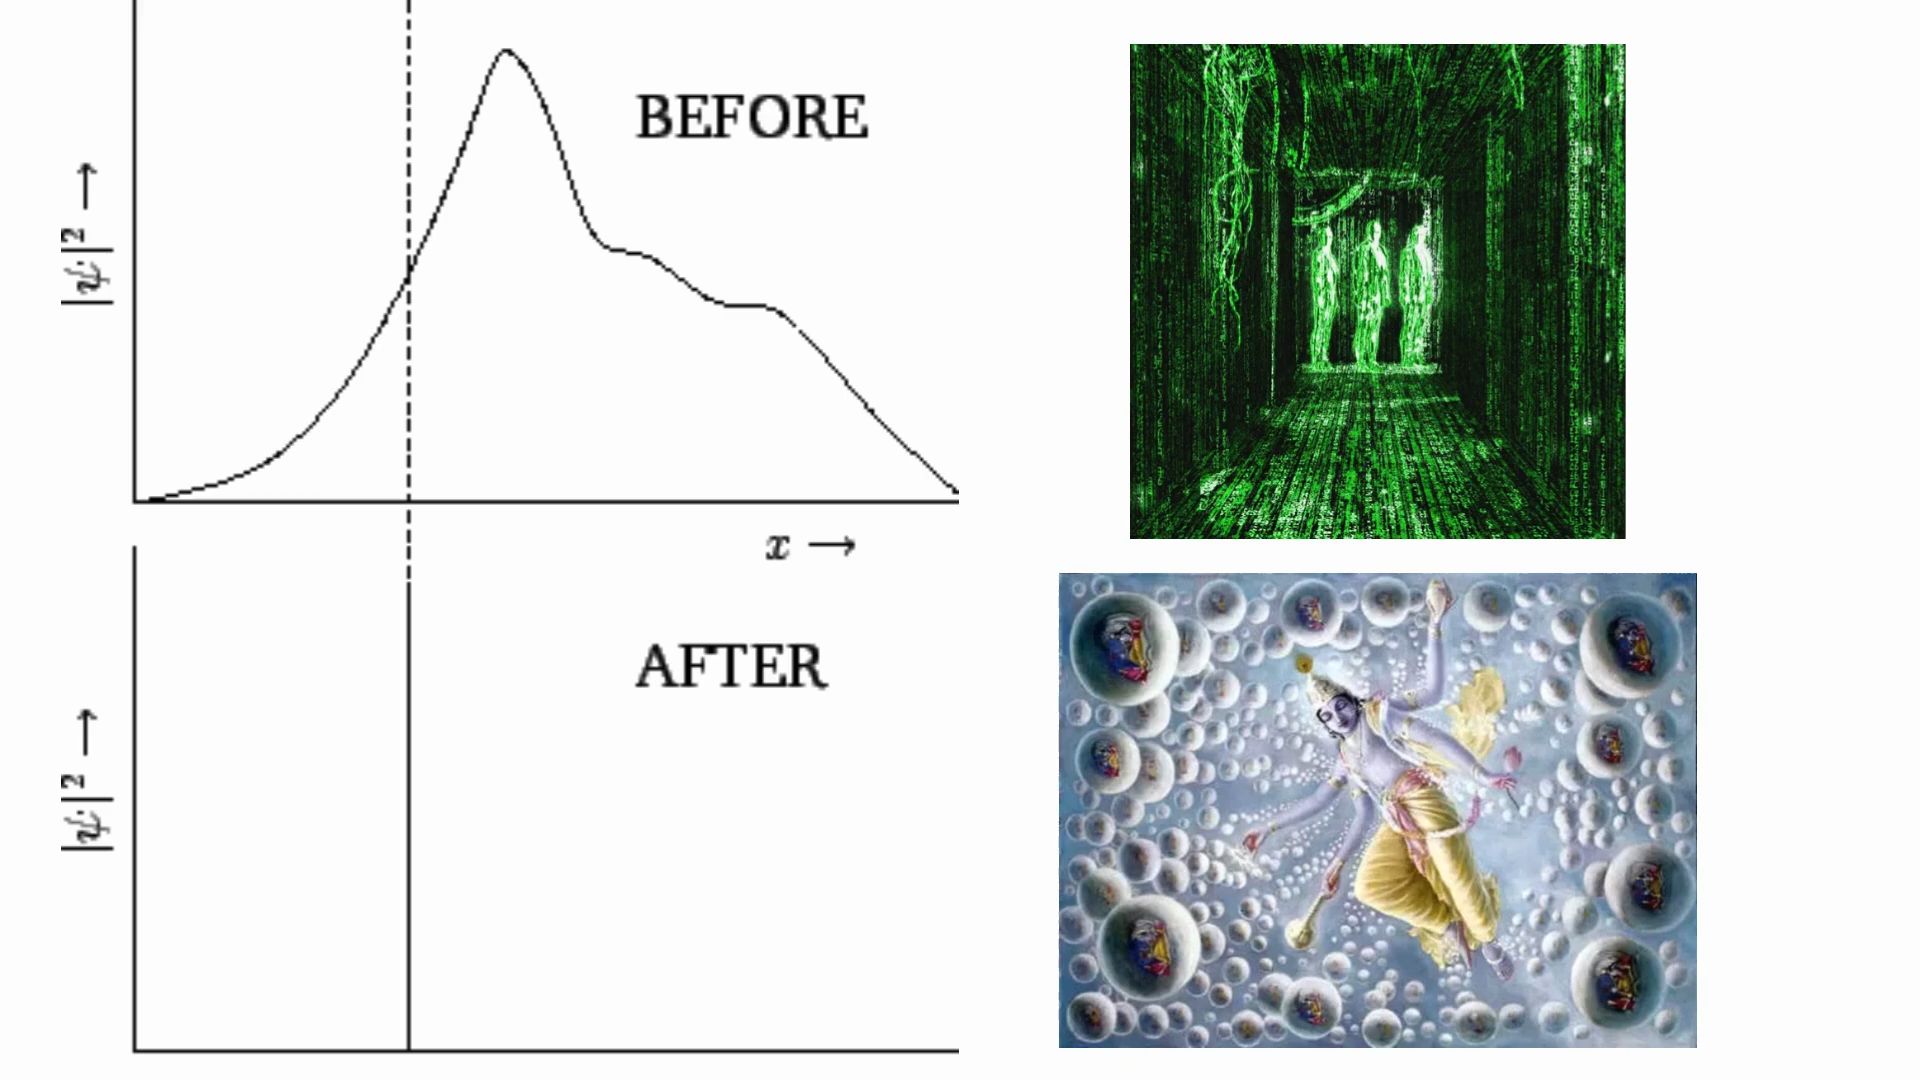 BEFORE
|ψ|² →
x →
AFTER
|ψ|² →